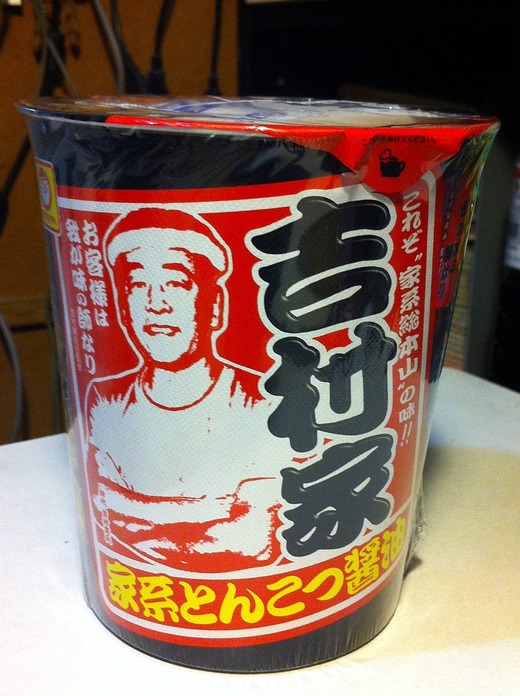 これぞ"家系総本山"の味!!
吉村家
お客様は
我が味の師なり
家系とんこつ醤油